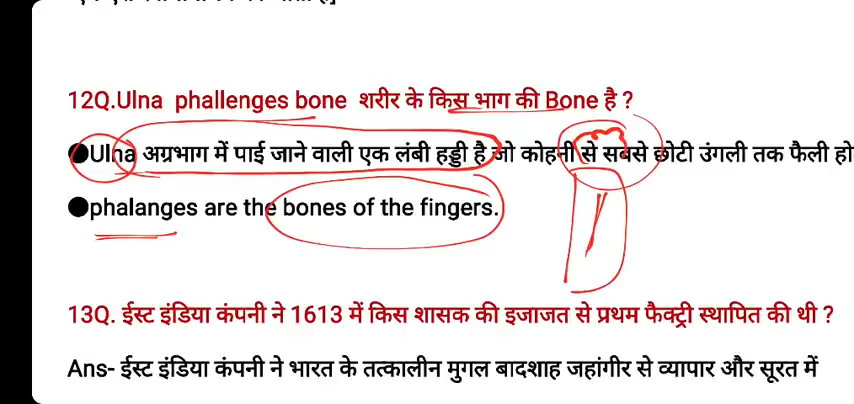 12Q.Ulna phallenges bone शरीर के किस भाग की Bone है ?
●Ulna अग्रभाग में पाई जाने वाली एक लंबी हड्डी है जो कोहनी से सबसे छोटी उंगली तक फैली हो
●phalanges are the bones of the fingers.
13Q. ईस्ट इंडिया कंपनी ने 1613 में किस शासक की इजाजत से प्रथम फैक्ट्री स्थापित की थी ?
Ans- ईस्ट इंडिया कंपनी ने भारत के तत्कालीन मुगल बादशाह जहांगीर से व्यापार और सूरत में